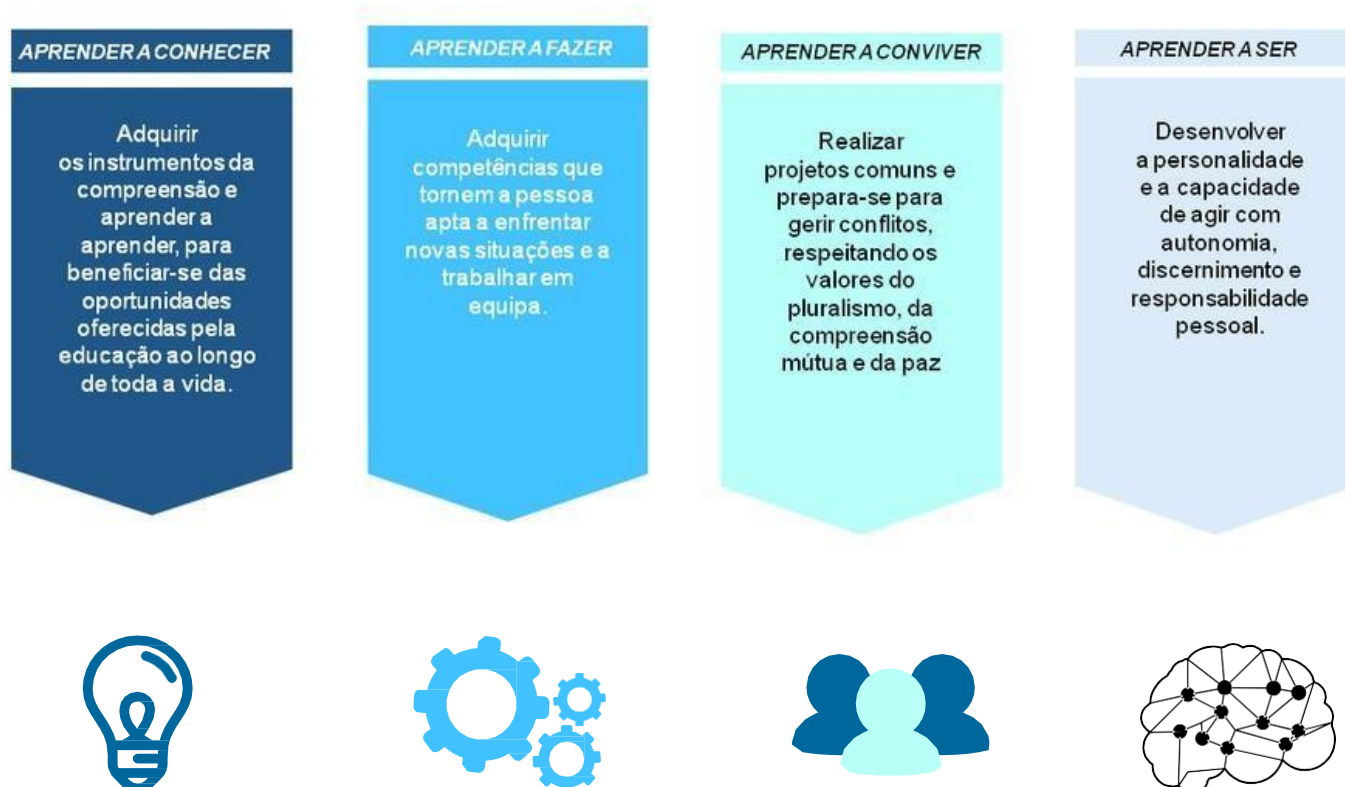 APRENDER A CONHECER
Adquirir
os instrumentos da
compreensão e
aprender a
aprender, para
beneficiar-se das
oportunidades
oferecidas pela
educação ao longo
de toda a vida.
APRENDER A FAZER
Adquirir
competências que
tornem a pessoa
apta a enfrentar
novas situações e a
trabalhar em
equipa.
APRENDER A CONVIVER
Realizar
projetos comuns e
prepara-se para
gerir conflitos,
respeitando os
valores do
pluralismo, da
compreensão
mútua e da paz
APRENDER A SER
Desenvolver
a personalidade
e a capacidade
de agir com
autonomia,
discernimento e
responsabilidade
pessoal.